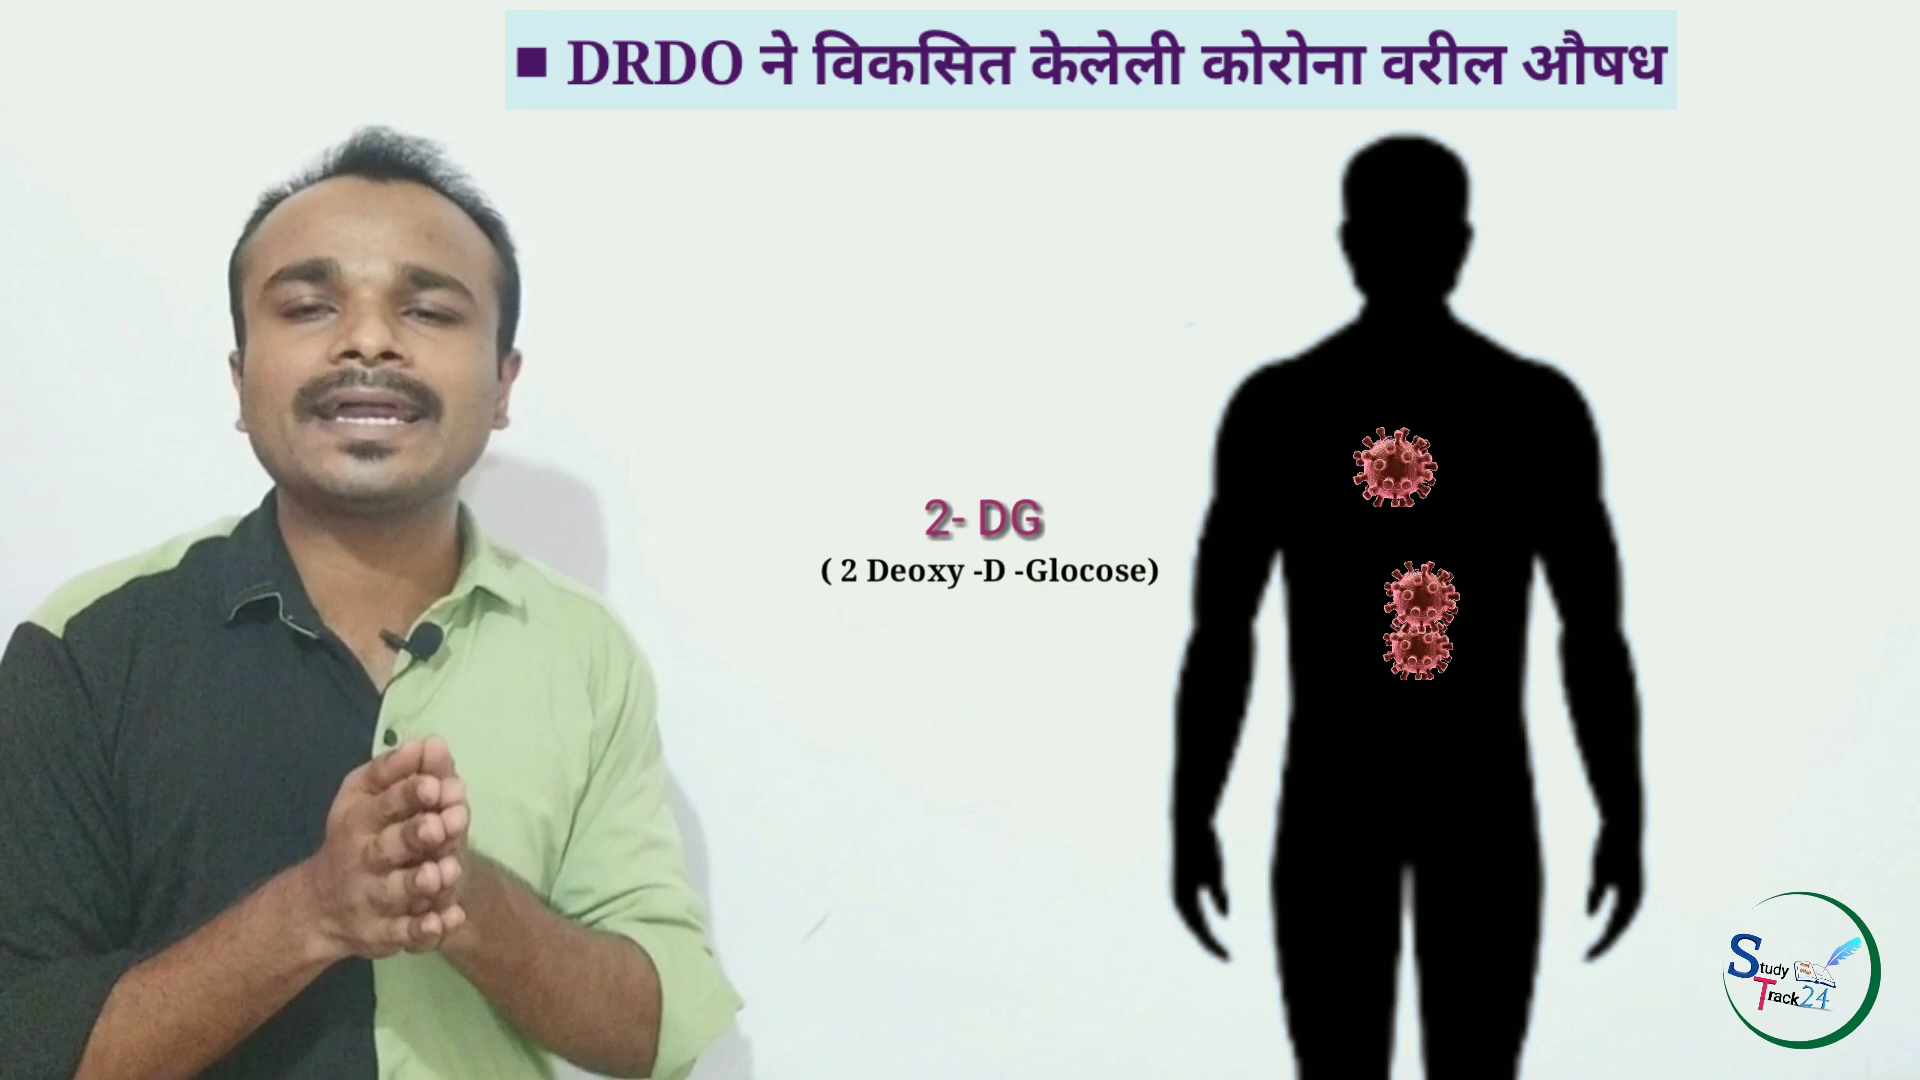 ■ DRDO ने विकसित केलेली कोरोना वरील औषध
2- DG
( 2 Deoxy -D -Glocose)
Study
Track24